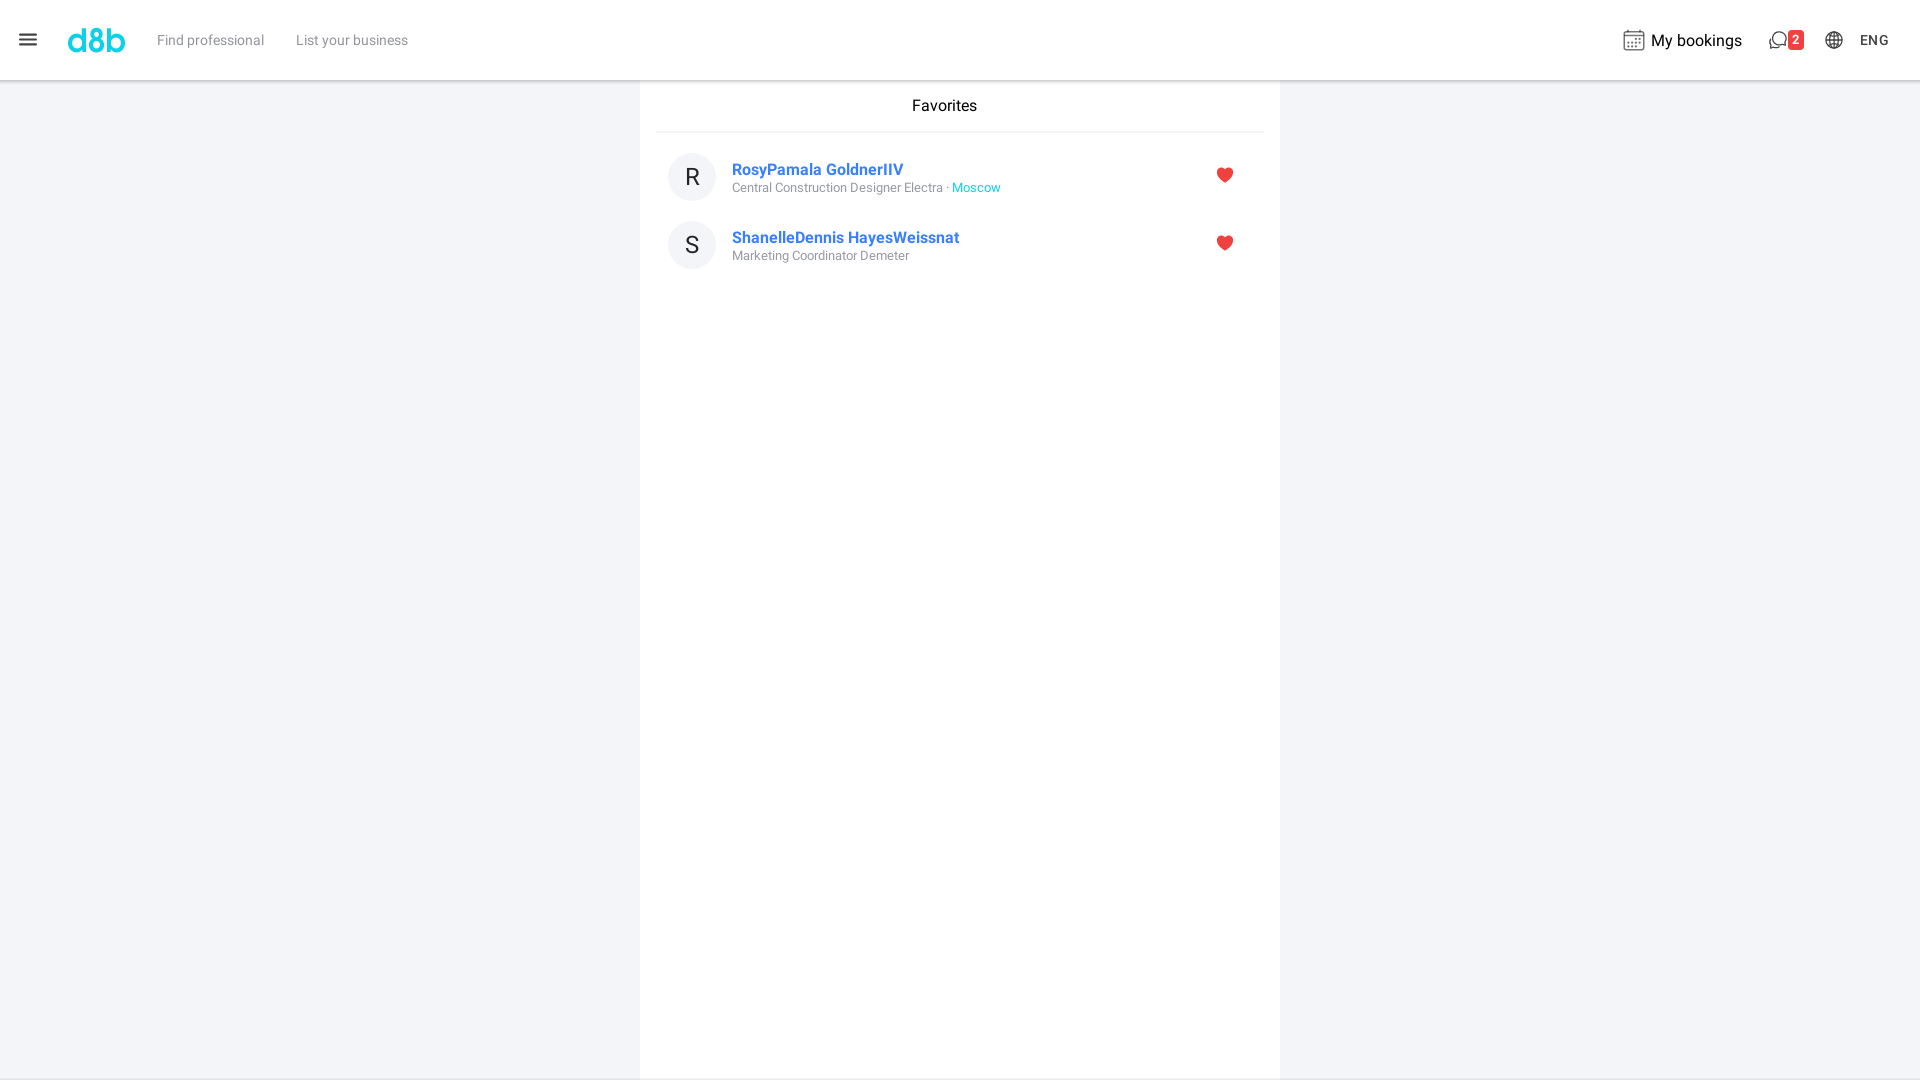 d8b
Find professional
List your business
My bookings
2
ENG
Favorites
R
RosyPamala GoldnerIIV
Central Construction Designer Electra · Moscow
S
ShanelleDennis HayesWeissnat
Marketing Coordinator Demeter